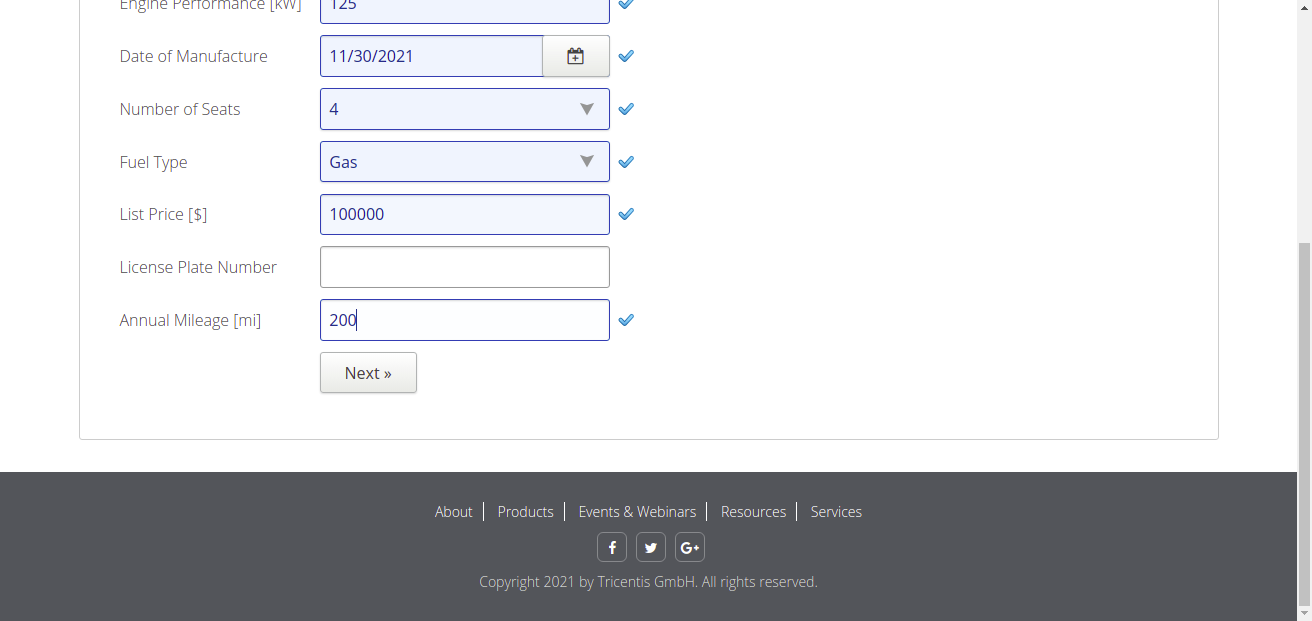 Engine Performance [kW] 125
Date of Manufacture 11/30/2021
Number of Seats 4
Fuel Type Gas
List Price [$] 100000
License Plate Number
Annual Mileage [mi] 200
Next »
About Products Events & Webinars Resources Services
f G+
Copyright 2021 by Tricentis GmbH. All rights reserved.